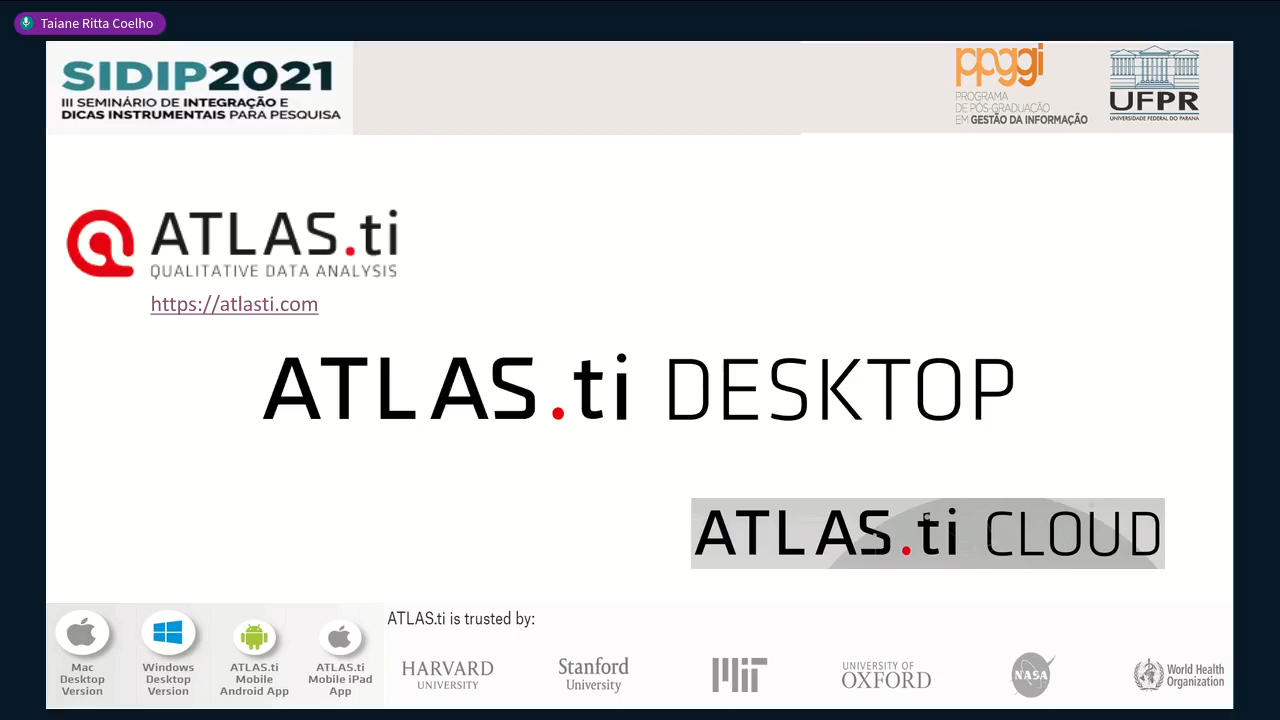 Taiane Ritta Coelho
SIDIP2021
III SEMINÁRIO DE INTEGRAÇÃO E
DICAS INSTRUMENTAIS PARA PESQUISA
ppggi
PROGRAMA
DE PÓS-GRADUAÇÃO
EM GESTÃO DA INFORMAÇÃO
UFPR
UNIVERSIDADE FEDERAL DO PARANÁ
ATLAS.ti
QUALITATIVE DATA ANALYSIS
https://atlasti.com
ATLAS.ti DESKTOP
ATLAS.ti CLOUD
Mac
Desktop
Version
Windows
Desktop
Version
ATLAS.ti
Mobile
Android App
ATLAS.ti
Mobile iPad
App
ATLAS.ti is trusted by:
HARVARD
UNIVERSITY
Stanford
University
MIT
UNIVERSITY OF
OXFORD
NASA
World Health
Organization